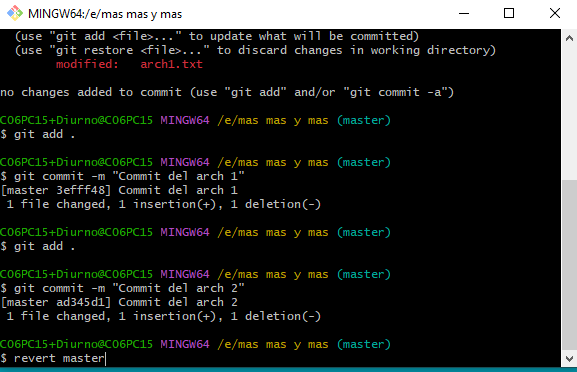 MINGW64:/e/mas mas y mas
(use "git add <file>..." to update what will be committed)
(use "git restore <file>..." to discard changes in working directory)
modified:   arch1.txt
no changes added to commit (use "git add" and/or "git commit -a")
C06PC15+Diurno@C06PC15 MINGW64 /e/mas mas y mas (master)
$ git add .
C06PC15+Diurno@C06PC15 MINGW64 /e/mas mas y mas (master)
$ git commit -m "Commit del arch 1"
[master 3efff48] Commit del arch 1
1 file changed, 1 insertion(+), 1 deletion(-)
C06PC15+Diurno@C06PC15 MINGW64 /e/mas mas y mas (master)
$ git add .
C06PC15+Diurno@C06PC15 MINGW64 /e/mas mas y mas (master)
$ git commit -m "Commit del arch 2"
[master ad345d1] Commit del arch 2
1 file changed, 1 insertion(+), 1 deletion(-)
C06PC15+Diurno@C06PC15 MINGW64 /e/mas mas y mas (master)
$ revert master